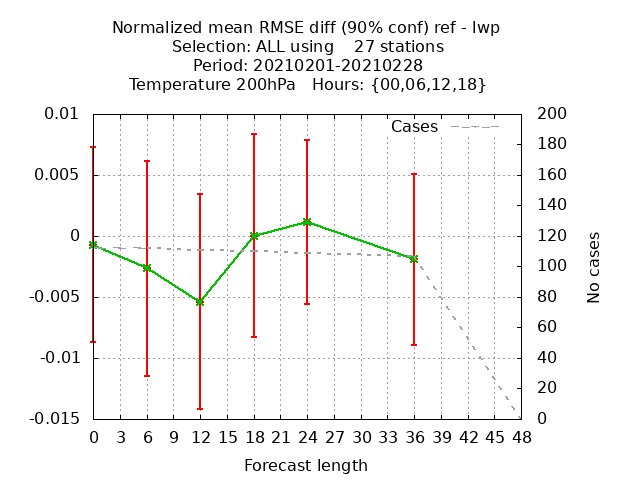 Normalized mean RMSE diff (90% conf) ref - lwp
Selection: ALL using    27 stations
Period: 20210201-20210228
Temperature 200hPa   Hours: {00,06,12,18}
0.01
0.005
0
-0.005
-0.01
-0.015
Cases
200
180
160
140
120
100
80
60
40
20
0
No cases
0 3 6 9 12 15 18 21 24 27 30 33 36 39 42 45 48
Forecast length